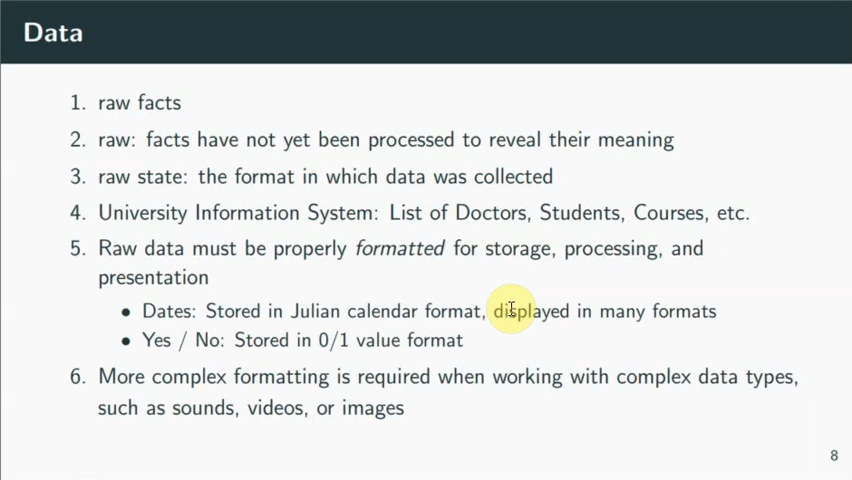 Data
1. raw facts
2. raw: facts have not yet been processed to reveal their meaning
3. raw state: the format in which data was collected
4. University Information System: List of Doctors, Students, Courses, etc.
5. Raw data must be properly formatted for storage, processing, and
presentation
• Dates: Stored in Julian calendar format, displayed in many formats
• Yes / No: Stored in 0/1 value format
6. More complex formatting is required when working with complex data types,
such as sounds, videos, or images
8